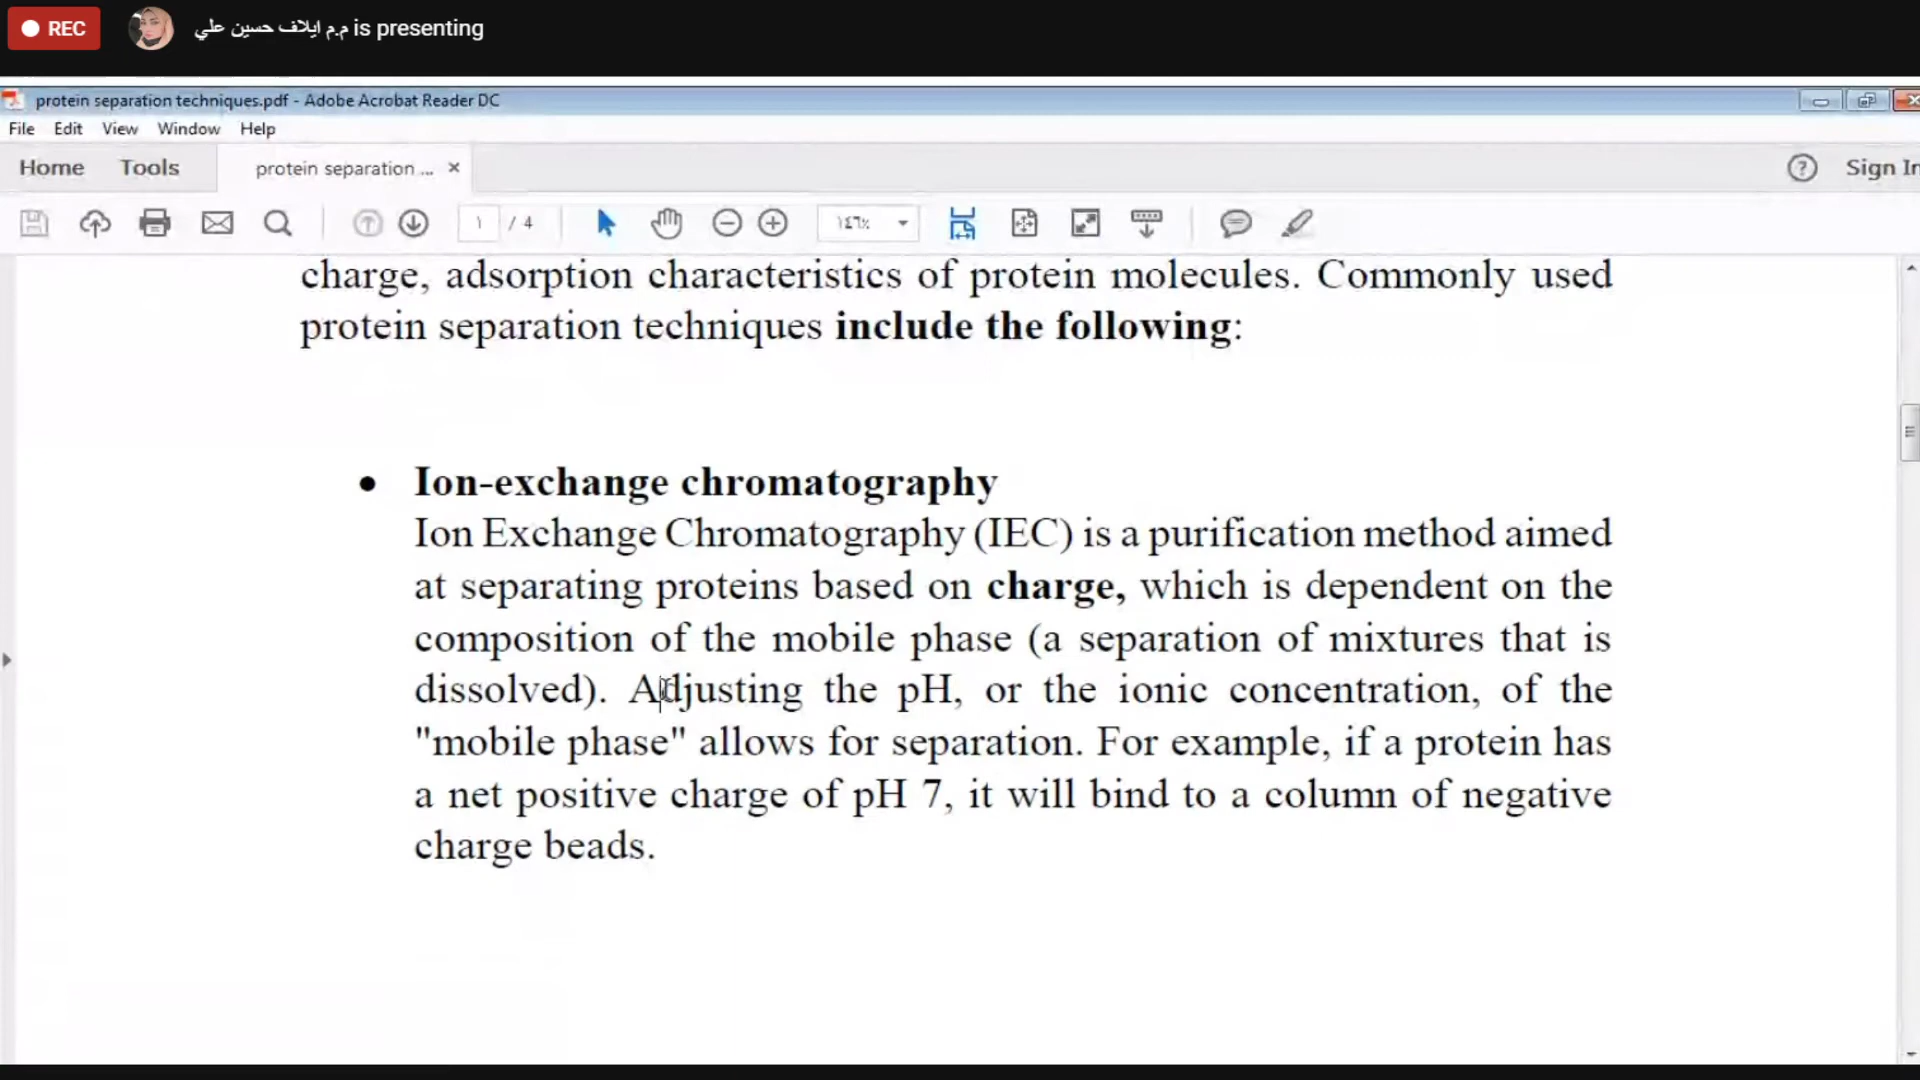 REC
م.م ايلاف حسين علي is presenting
protein separation techniques.pdf - Adobe Acrobat Reader DC
File Edit View Window Help
Home Tools protein separation ... Sign In
١ / 4 ١٤٦%
charge, adsorption characteristics of protein molecules. Commonly used
protein separation techniques include the following:
• Ion-exchange chromatography
Ion Exchange Chromatography (IEC) is a purification method aimed
at separating proteins based on charge, which is dependent on the
composition of the mobile phase (a separation of mixtures that is
dissolved). Adjusting the pH, or the ionic concentration, of the
"mobile phase" allows for separation. For example, if a protein has
a net positive charge of pH 7, it will bind to a column of negative
charge beads.